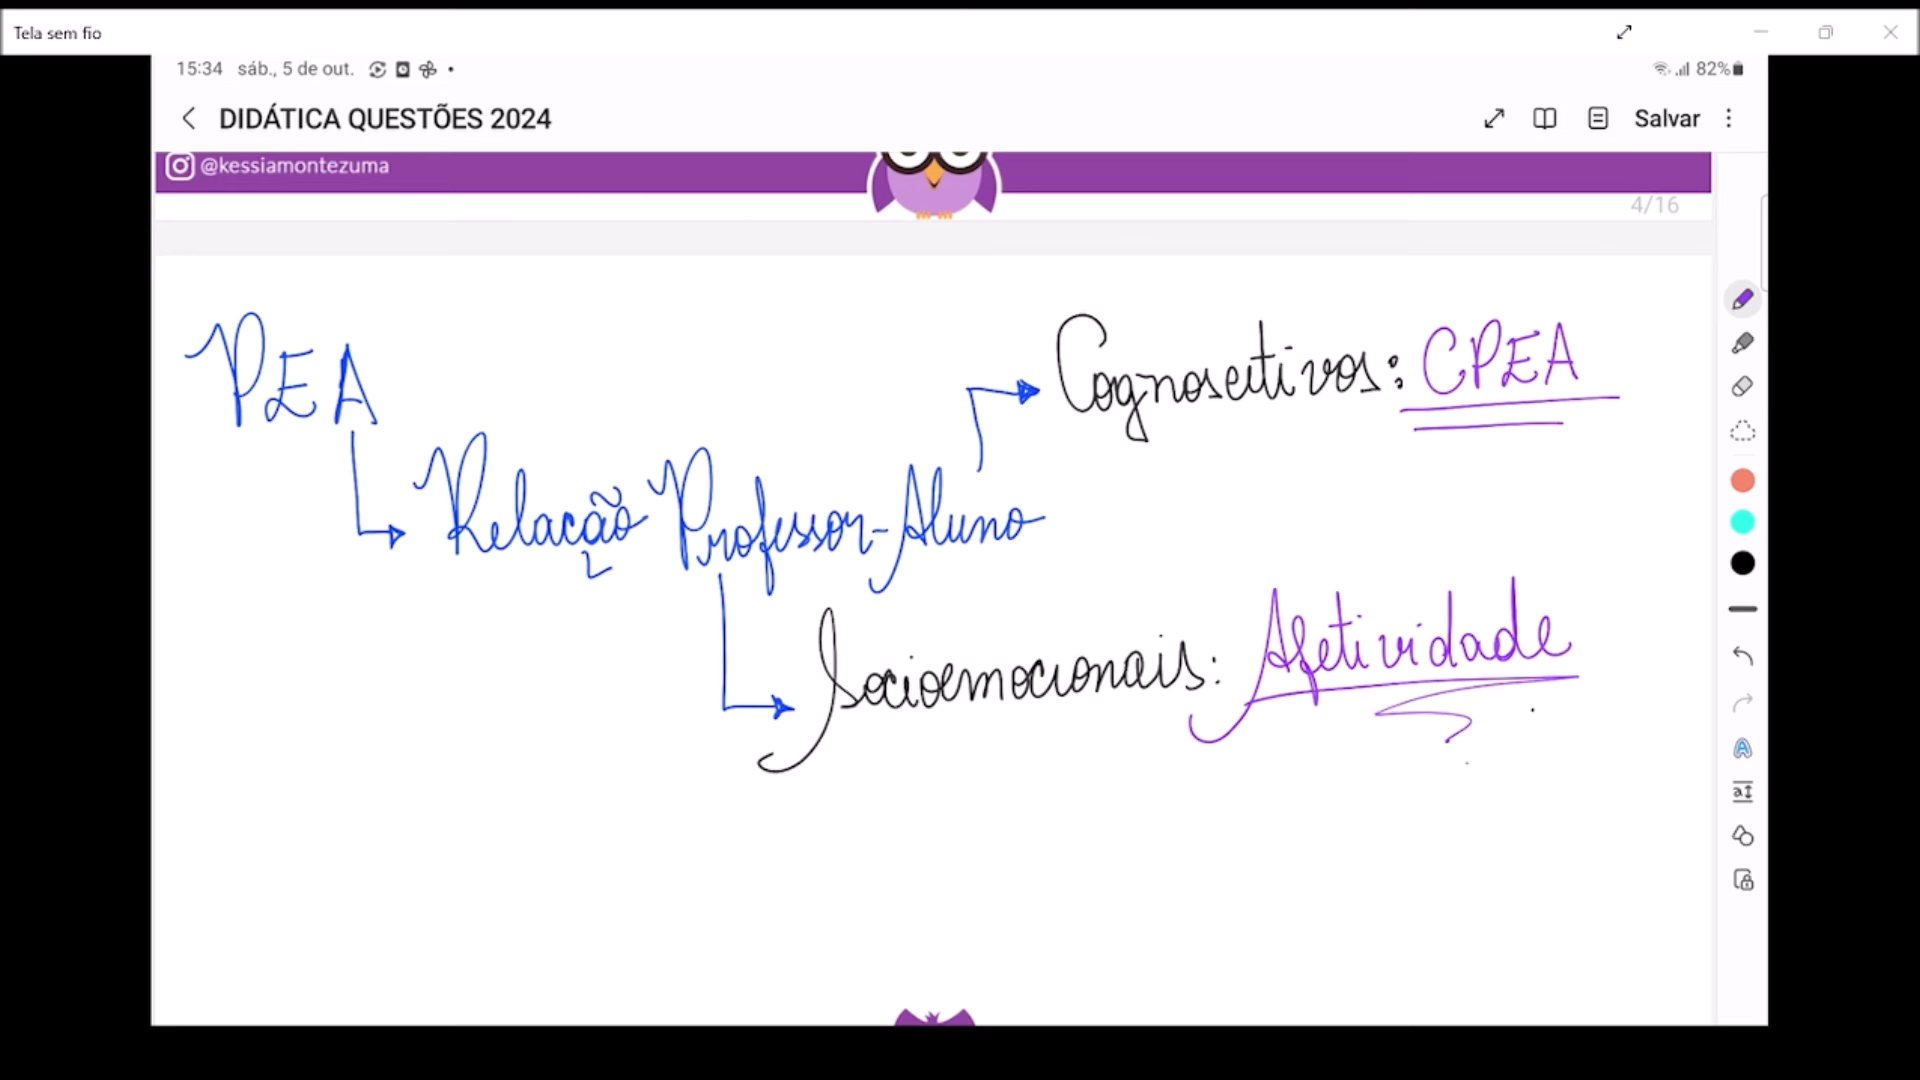 Tela sem fio
15:34 sáb., 5 de out. 82%
DIDÁTICA QUESTÕES 2024 Salvar
@kessiamontezuma
4/16
PEA
Cognoscitivos: CPEA
Relação Professor-Aluno
Socioemocionais: Afetividade